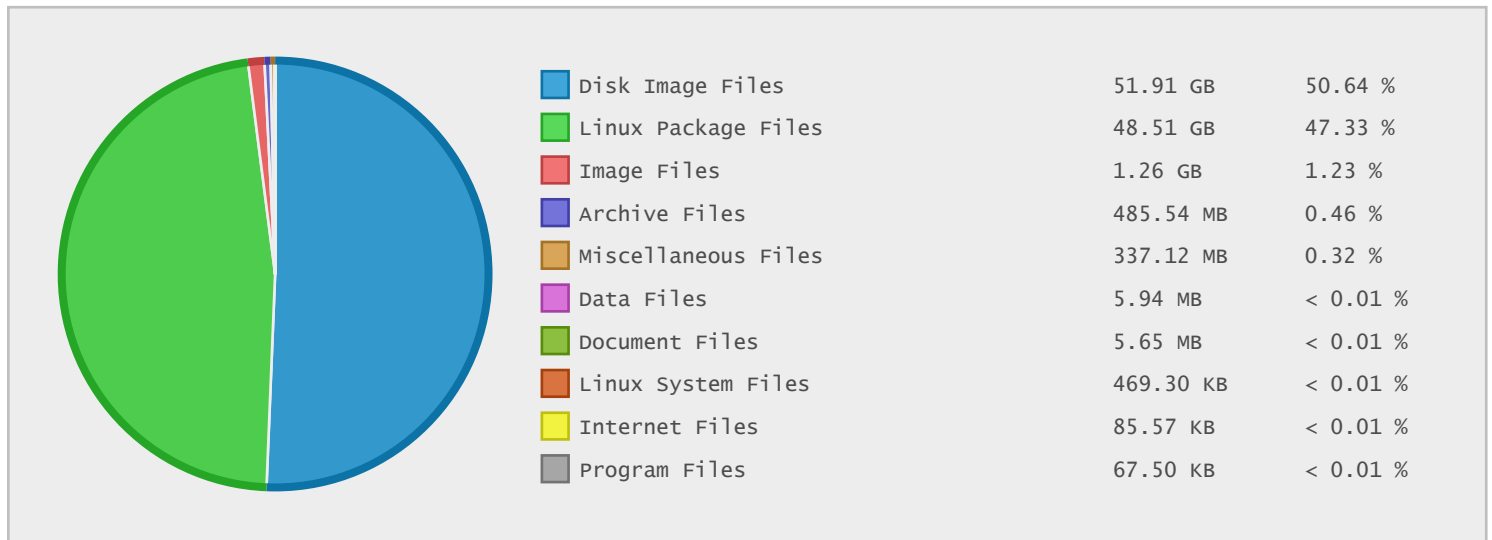 Disk Image Files 51.91 GB 50.64 %
Linux Package Files 48.51 GB 47.33 %
Image Files 1.26 GB 1.23 %
Archive Files 485.54 MB 0.46 %
Miscellaneous Files 337.12 MB 0.32 %
Data Files 5.94 MB < 0.01 %
Document Files 5.65 MB < 0.01 %
Linux System Files 469.30 KB < 0.01 %
Internet Files 85.57 KB < 0.01 %
Program Files 67.50 KB < 0.01 %